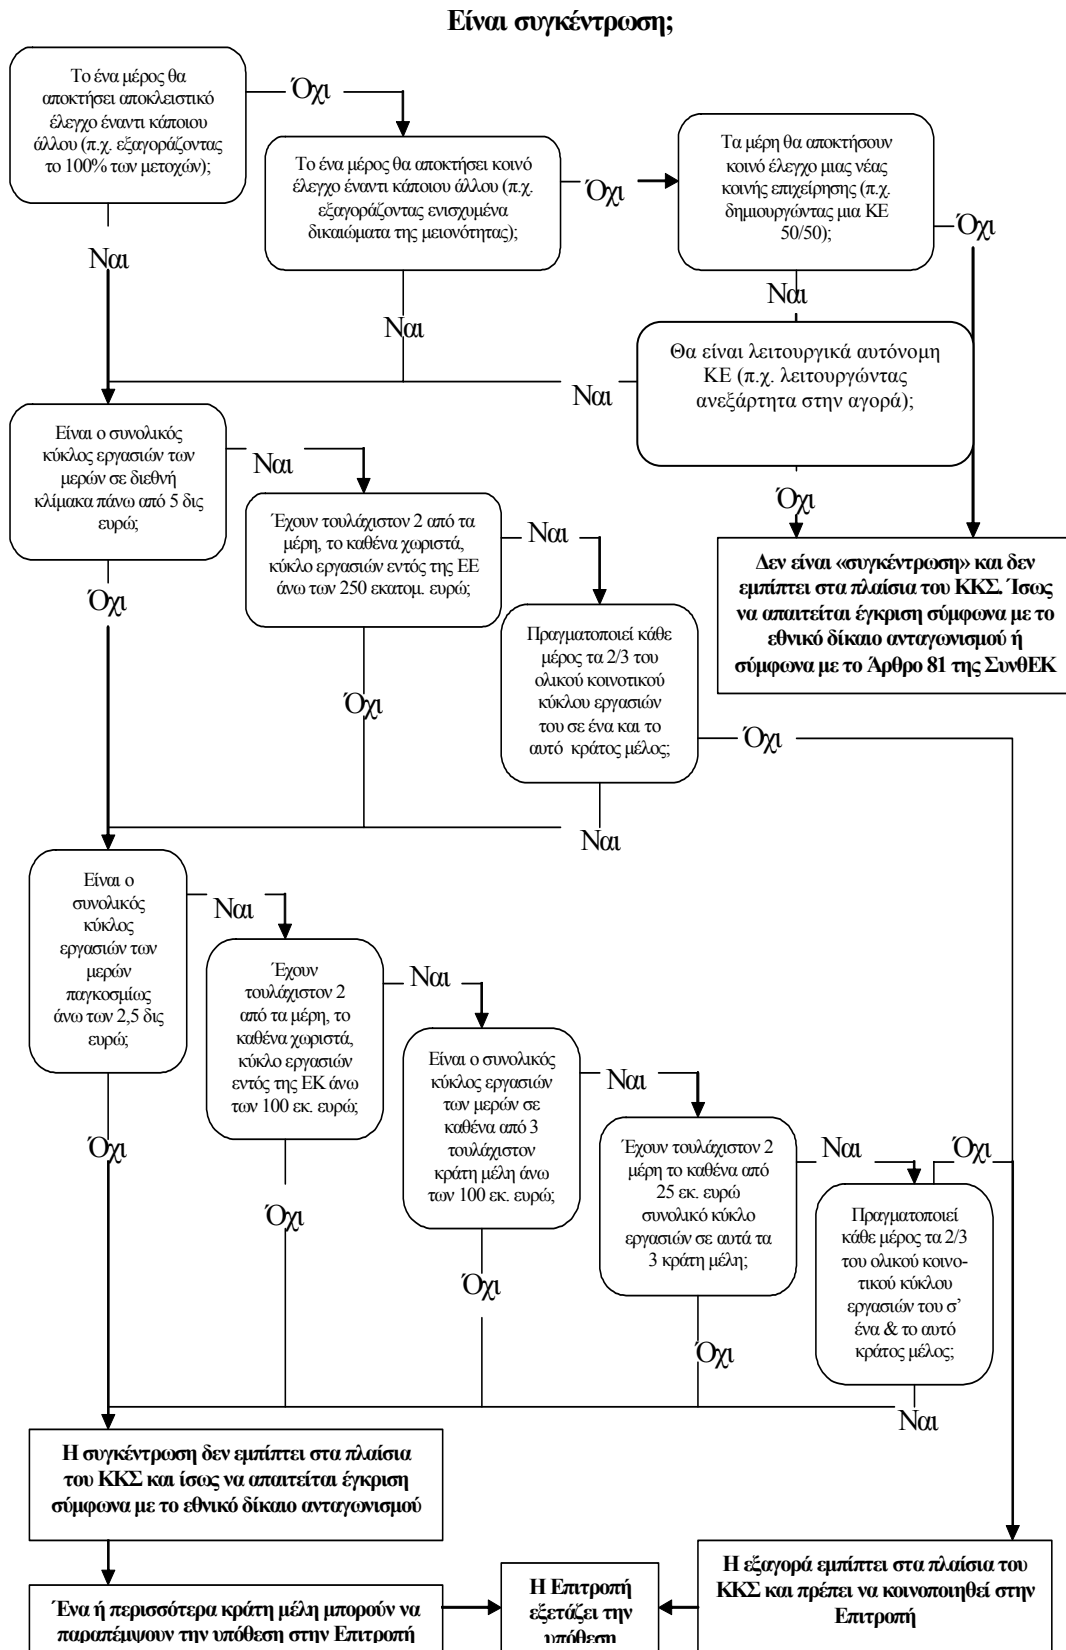 Είναι συγκέντρωση;
Το ένα μέρος θα
αποκτήσει αποκλειστικό
έλεγχο έναντι κάποιου
άλλου (π.χ. εξαγοράζοντας
το 100% των μετοχών);
Όχι
Το ένα μέρος θα αποκτήσει κοινό
έλεγχο έναντι κάποιου άλλου (π.χ.
εξαγοράζοντας ενισχυμένα
δικαιώματα της μειονότητας);
Όχι
Τα μέρη θα αποκτήσουν
κοινό έλεγχο μιας νέας
κοινής επιχείρησης (π.χ.
δημιουργώντας μια ΚΕ
50/50);
Όχι
Ναι
Ναι
Ναι
Θα είναι λειτουργικά αυτόνομη
ΚΕ (π.χ. λειτουργώντας
ανεξάρτητα στην αγορά);
Ναι
Όχι
Είναι ο συνολικός
κύκλος εργασιών των
μερών σε διεθνή
κλίμακα πάνω από 5 δις
ευρώ;
Ναι
Έχουν τουλάχιστον 2 από τα
μέρη, το καθένα χωριστά,
κύκλο εργασιών εντός της ΕΕ
άνω των 250 εκατομ. ευρώ;
Ναι
Δεν είναι «συγκέντρωση» και δεν
εμπίπτει στα πλαίσια του ΚΚΣ. Ίσως
να απαιτείται έγκριση σύμφωνα με το
εθνικό δίκαιο ανταγωνισμού ή
σύμφωνα με το Άρθρο 81 της ΣυνθΕΚ
Όχι
Πραγματοποιεί κάθε
μέρος τα 2/3 του
ολικού κοινοτικού
κύκλου εργασιών
του σε ένα και το
αυτό κράτος μέλος;
Όχι
Όχι
Ναι
Είναι ο
συνολικός
κύκλος
εργασιών των
μερών
παγκοσμίως
άνω των 2,5 δις
ευρώ;
Ναι
Έχουν
τουλάχιστον 2
από τα μέρη, το
καθένα χωριστά,
κύκλο εργασιών
εντός της ΕΚ άνω
των 100 εκ. ευρώ;
Ναι
Είναι ο συνολικός
κύκλος εργασιών
των μερών σε
καθένα από 3
τουλάχιστον
κράτη μέλη άνω
των 100 εκ. ευρώ;
Ναι
Έχουν τουλάχιστον 2
μέρη το καθένα από
25 εκ. ευρώ
συνολικό κύκλο
εργασιών σε αυτά τα
3 κράτη μέλη;
Ναι
Όχι
Πραγματοποιεί
κάθε μέρος τα 2/3
του ολικού κοινο-
τικού κύκλου
εργασιών του σ’
ένα & το αυτό
κράτος μέλος;
Όχι
Όχι
Όχι
Όχι
Ναι
Η συγκέντρωση δεν εμπίπτει στα πλαίσια
του ΚΚΣ και ίσως να απαιτείται έγκριση
σύμφωνα με το εθνικό δίκαιο ανταγωνισμού
Ένα ή περισσότερα κράτη μέλη μπορούν να
παραπέμψουν την υπόθεση στην Επιτροπή
Η Επιτροπή
εξετάζει την
υπόθεση
Η εξαγορά εμπίπτει στα πλαίσια του
ΚΚΣ και πρέπει να κοινοποιηθεί στην
Επιτροπή